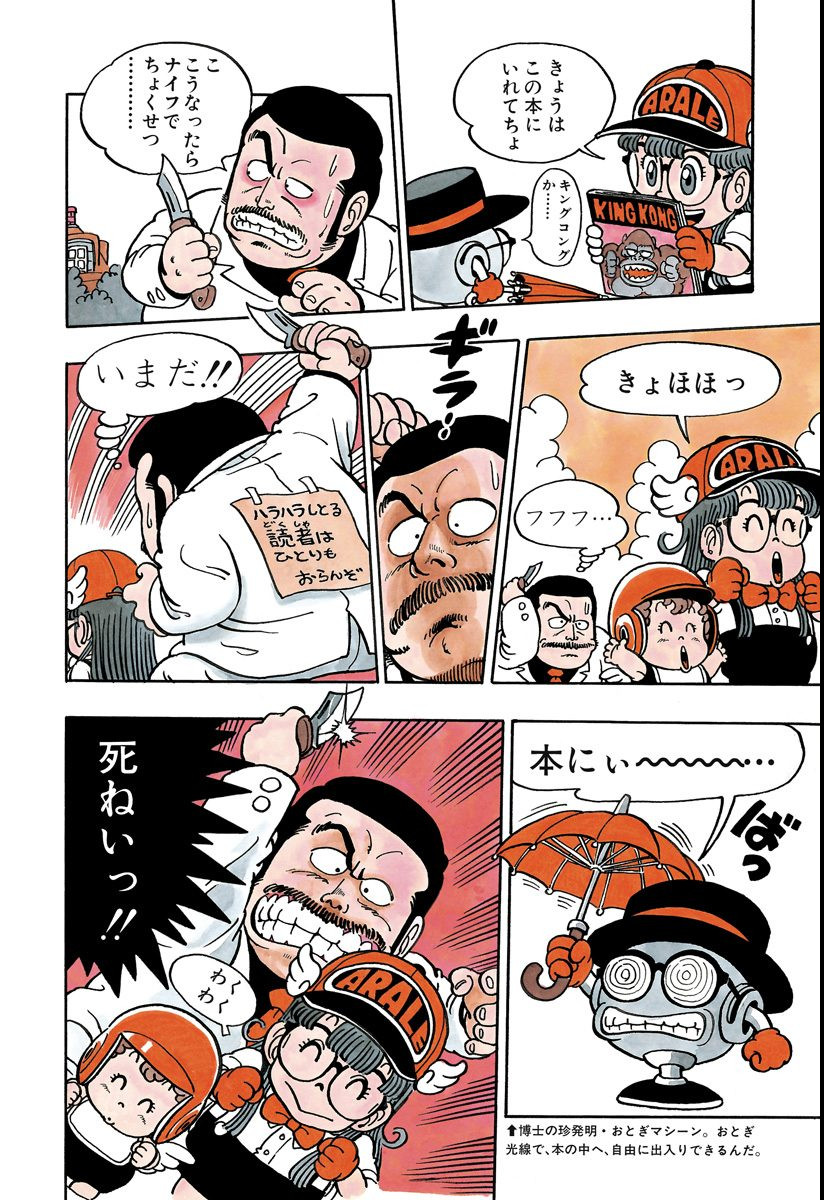 ARALE
きょうは
この本に
いれてちょ
KING KONG
キングコング
か……
こ
こうなったら
ナイフで
ちょくせつ
…………
きょほほっ
ARALE
フフフ…
ギラ!
いまだ!!
ハラハラしとる
どくしゃ
読者は
ひとりも
おらんぞ
本にぃ〜〜〜〜〜…
ばっ
⬆博士の珍発明・おとぎマシーン。おとぎ
光線で、本の中へ、自由に出入りできるんだ。
死ねいっ!!
わく
わく
ARALE